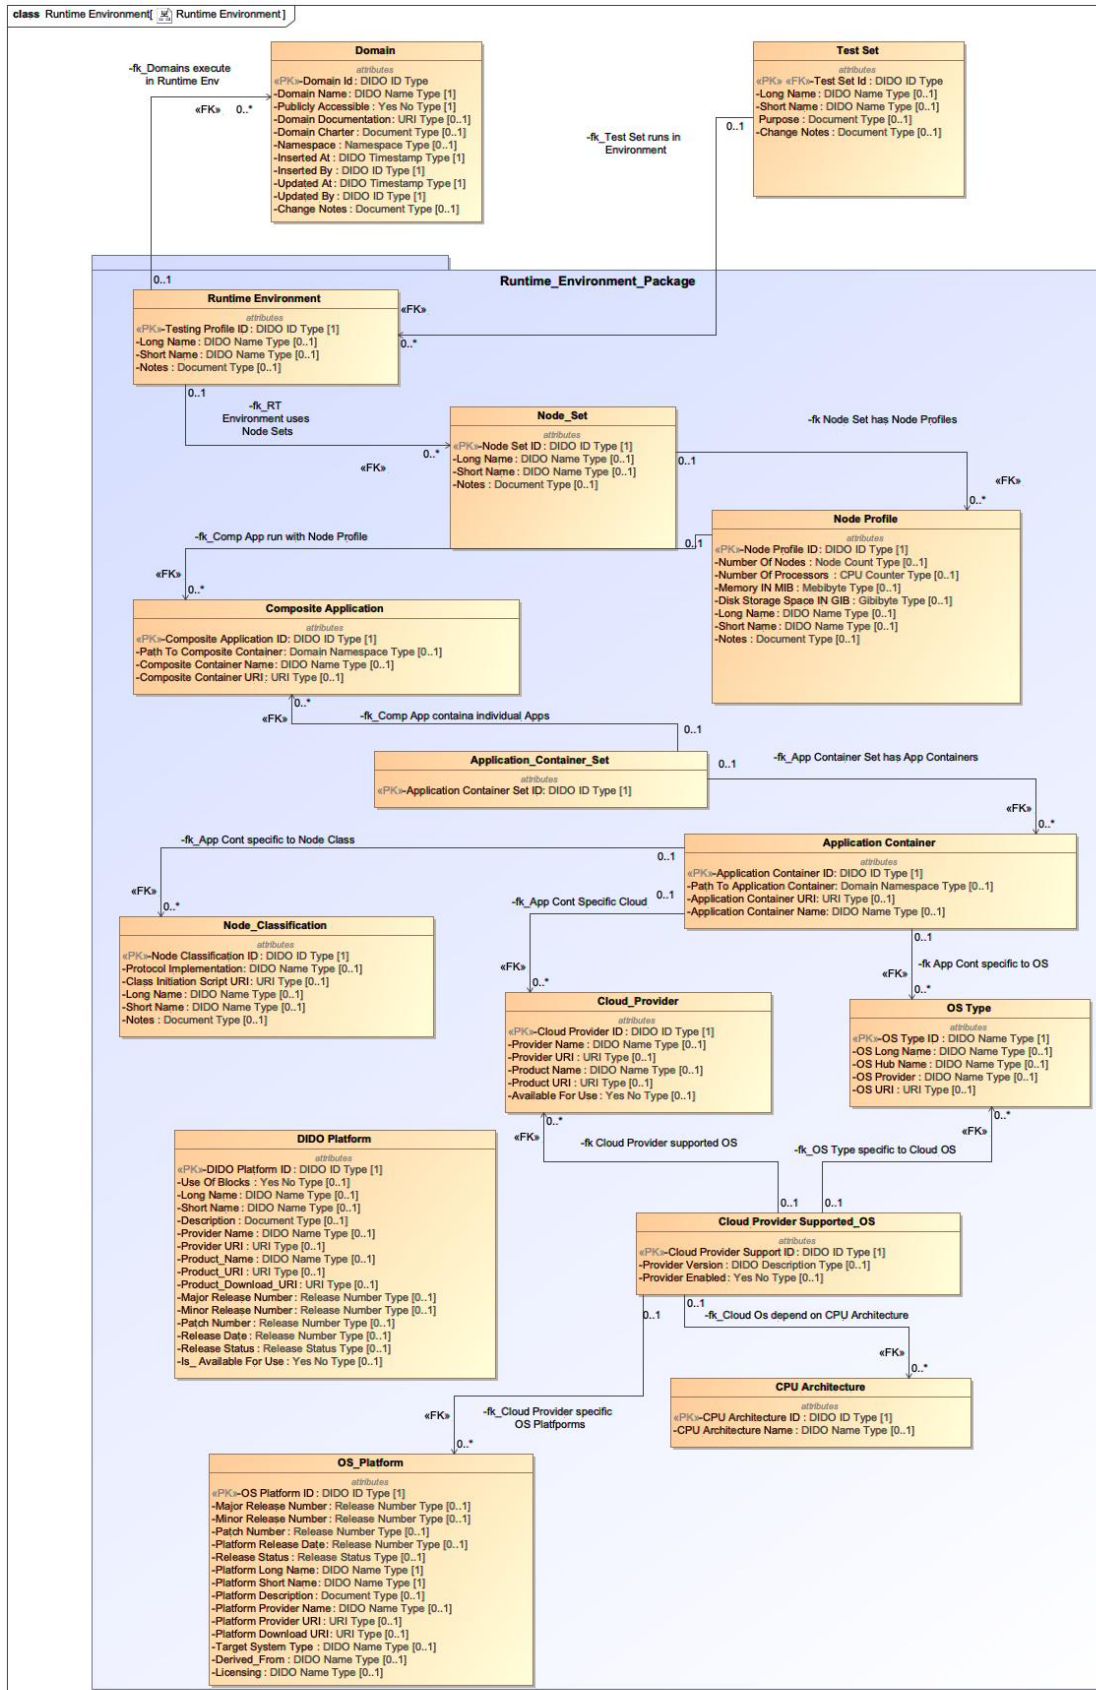 class Runtime Environment[ Runtime Environment ]
Domain
attributes
«PK»-Domain Id : DIDO ID Type
-Domain Name : DIDO Name Type [1]
-Publicly Accessible : Yes No Type [1]
-Domain Documentation : URI Type [0..1]
-Domain Charter : Document Type [0..1]
-Namespace : Namespace Type [0..1]
-Inserted At : DIDO Timestamp Type [1]
-Inserted By : DIDO ID Type [1]
-Updated At : DIDO Timestamp Type [1]
-Updated By : DIDO ID Type [1]
-Change Notes : Document Type [0..1]
Test Set
attributes
«PK» «FK»-Test Set Id : DIDO ID Type
-Long Name : DIDO Name Type [0..1]
-Short Name : DIDO Name Type [0..1]
Purpose : Document Type [0..1]
-Change Notes : Document Type [0..1]
-fk_Domains execute
in Runtime Env
«FK» 0..*
0..1
-fk_Test Set runs in
Environment
0..1
Runtime_Environment_Package
Runtime Environment
attributes
«PK»-Testing Profile ID : DIDO ID Type [1]
-Long Name : DIDO Name Type [0..1]
-Short Name : DIDO Name Type [0..1]
-Notes : Document Type [0..1]
«FK»
0..*
0..1
-fk_RT
Environment uses
Node Sets
«FK»
0..*
Node_Set
attributes
«PK»-Node Set ID : DIDO ID Type [1]
-Long Name : DIDO Name Type [0..1]
-Short Name : DIDO Name Type [0..1]
-Notes : Document Type [0..1]
-fk Node Set has Node Profiles
0..1
«FK»
0..*
Node Profile
attributes
«PK»-Node Profile ID : DIDO ID Type [1]
-Number Of Nodes : Node Count Type [0..1]
-Number Of Processors : CPU Counter Type [0..1]
-Memory IN MIB : Mebibyte Type [0..1]
-Disk Storage Space IN GIB : Gibibyte Type [0..1]
-Long Name : DIDO Name Type [0..1]
-Short Name : DIDO Name Type [0..1]
-Notes : Document Type [0..1]
-fk_Comp App run with Node Profile
0..1
«FK»
0..*
Composite Application
attributes
«PK»-Composite Application ID: DIDO ID Type [1]
-Path To Composite Container: Domain Namespace Type [0..1]
-Composite Container Name: DIDO Name Type [0..1]
-Composite Container URI : URI Type [0..1]
«FK»
0..*
-fk_Comp App containa individual Apps
0..1
Application_Container_Set
attributes
«PK»-Application Container Set ID: DIDO ID Type [1]
0..1
-fk_App Container Set has App Containers
«FK»
0..*
Application Container
attributes
«PK»-Application Container ID: DIDO ID Type [1]
-Path To Application Container: Domain Namespace Type [0..1]
-Application Container URI: URI Type [0..1]
-Application Container Name: DIDO Name Type [0..1]
-fk_App Cont specific to Node Class
0..1
«FK»
0..*
Node_Classification
attributes
«PK»-Node Classification ID : DIDO ID Type [1]
-Protocol Implementation: DIDO Name Type [0..1]
-Class Initiation Script URI: URI Type [0..1]
-Long Name : DIDO Name Type [0..1]
-Short Name : DIDO Name Type [0..1]
-Notes : Document Type [0..1]
-fk_App Cont Specific Cloud
0..1
«FK»
0..*
Cloud_Provider
attributes
«PK»-Cloud Provider ID : DIDO ID Type [1]
-Provider Name : DIDO Name Type [0..1]
-Provider URI : URI Type [0..1]
-Product Name : DIDO Name Type [0..1]
-Product URI : URI Type [0..1]
-Available For Use : Yes No Type [0..1]
0..1
-fk App Cont specific to OS
«FK»
0..*
OS Type
attributes
«PK»-OS Type ID : DIDO Name Type [1]
-OS Long Name : DIDO Name Type [0..1]
-OS Hub Name : DIDO Name Type [0..1]
-OS Provider : DIDO Name Type [0..1]
-OS URI : URI Type [0..1]
0..*
«FK»
-fk Cloud Provider supported OS
0..1
0..*
«FK»
-fk_OS Type specific to Cloud OS
0..1
DIDO Platform
attributes
«PK»-DIDO Platform ID : DIDO ID Type [1]
-Use Of Blocks : Yes No Type [0..1]
-Long Name : DIDO Name Type [0..1]
-Short Name : DIDO Name Type [0..1]
-Description : Document Type [0..1]
-Provider Name : DIDO Name Type [0..1]
-Provider URI : URI Type [0..1]
-Product_Name : DIDO Name Type [0..1]
-Product_URI : URI Type [0..1]
-Product_Download_URI : URI Type [0..1]
-Major Release Number : Release Number Type [0..1]
-Minor Release Number : Release Number Type [0..1]
-Patch Number : Release Number Type [0..1]
-Release Date : Release Number Type [0..1]
-Release Status : Release Status Type [0..1]
-Is_ Available For Use : Yes No Type [0..1]
Cloud Provider Supported_OS
attributes
«PK»-Cloud Provider Support ID : DIDO ID Type [1]
-Provider Version : DIDO Description Type [0..1]
-Provider Enabled : Yes No Type [0..1]
0..1
0..1
-fk_Cloud Os depend on CPU Architecture
«FK»
0..*
CPU Architecture
attributes
«PK»-CPU Architecture ID : DIDO ID Type [1]
-CPU Architecture Name : DIDO Name Type [0..1]
«FK»
-fk_Cloud Provider specific
OS Platfporms
0..*
OS_Platform
attributes
«PK»-OS Platform ID : DIDO ID Type [1]
-Major Release Number : Release Number Type [0..1]
-Minor Release Number : Release Number Type [0..1]
-Patch Number : Release Number Type [0..1]
-Platform Release Date : Release Number Type [0..1]
-Release Status : Release Status Type [0..1]
-Platform Long Name : DIDO Name Type [1]
-Platform Short Name : DIDO Name Type [1]
-Platform Description : Document Type [0..1]
-Platform Provider Name : DIDO Name Type [0..1]
-Platform Provider URI : URI Type [0..1]
-Platform Download URI : URI Type [0..1]
-Target System Type : DIDO Name Type [0..1]
-Derived_From : DIDO Name Type [0..1]
-Licensing : DIDO Name Type [0..1]